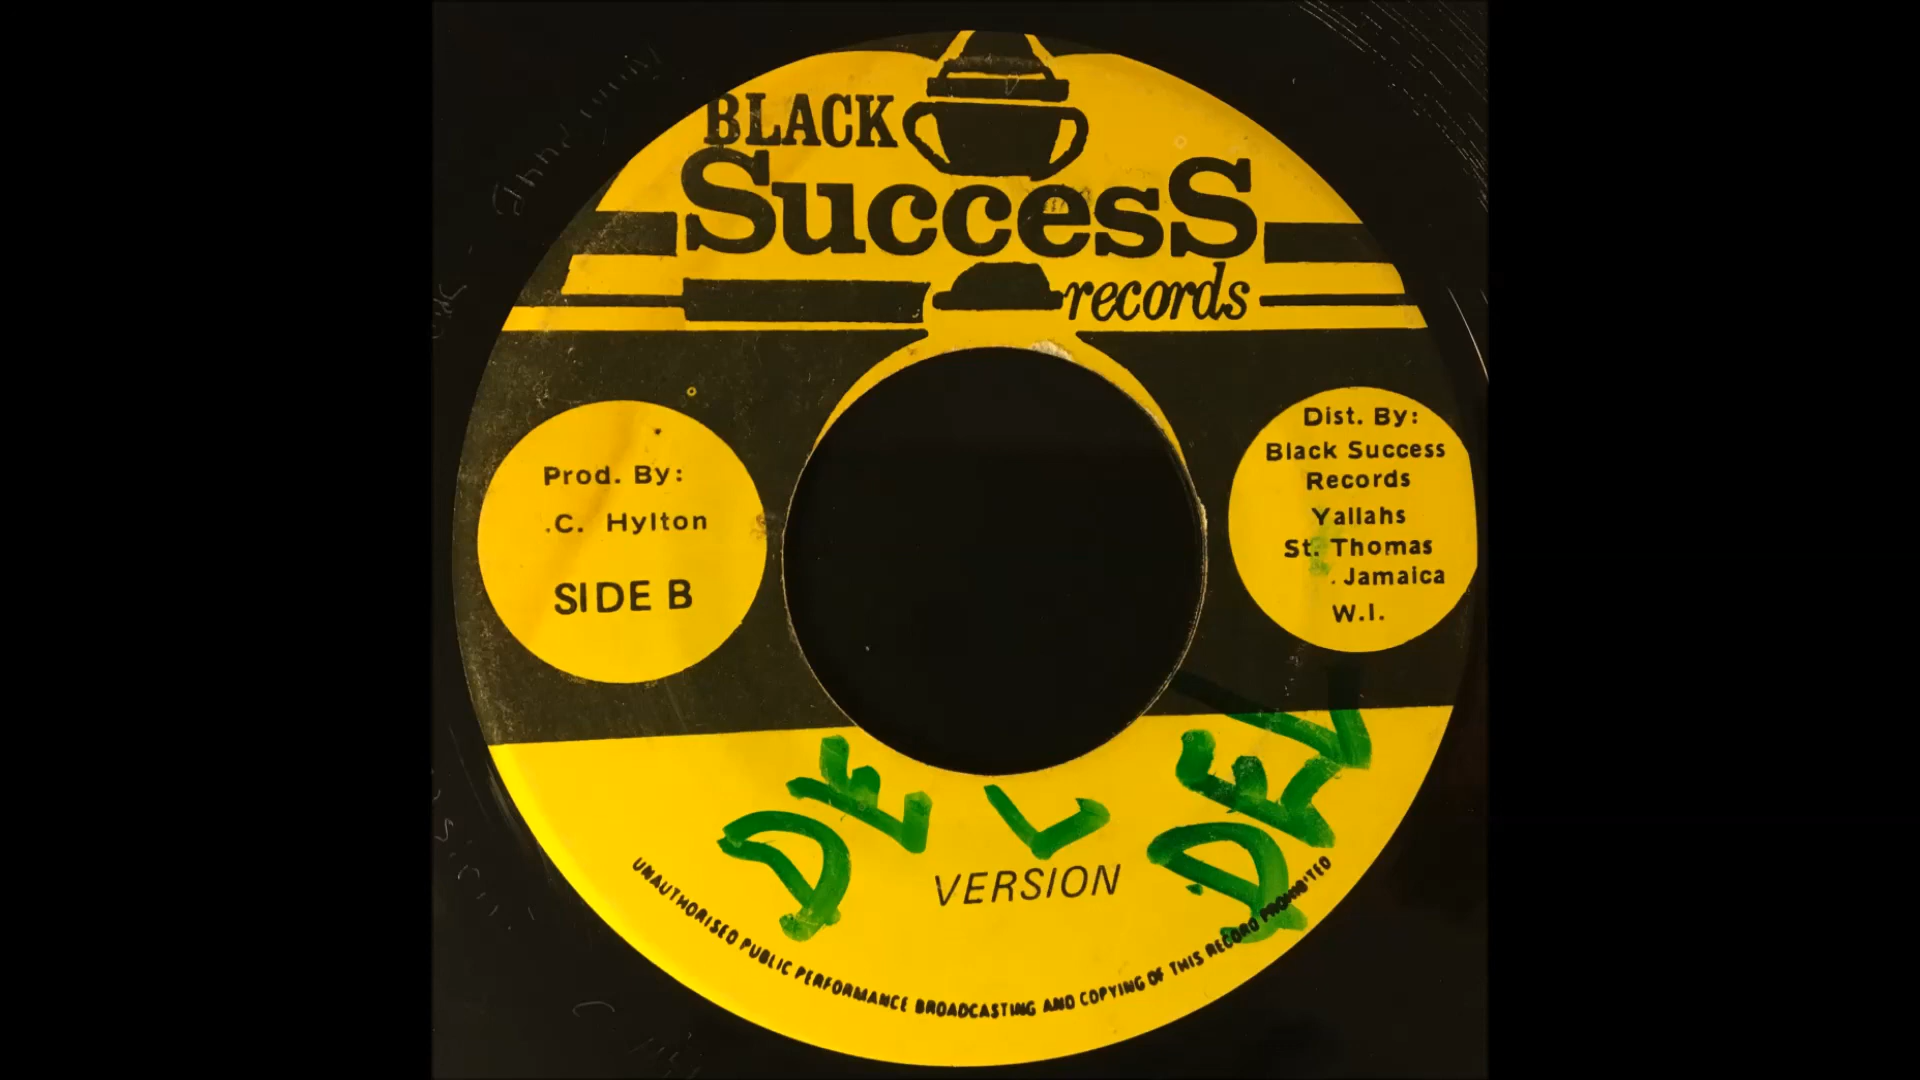 BLACK
SuccesS
records
Prod. By:
.C. Hylton
SIDE B
Dist. By:
Black Success
Records
Yallahs
St. Thomas
. Jamaica
W.I.
DEL DEV
VERSION
UNAUTHORISED PUBLIC PERFORMANCE BROADCASTING AND COPYING OF THIS RECORD PROHIBITED